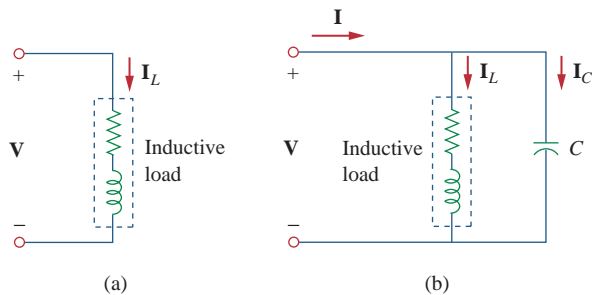 +
I_L
V
Inductive
load
−
(a)
I
+
I_L
I_C
V
Inductive
load
C
−
(b)